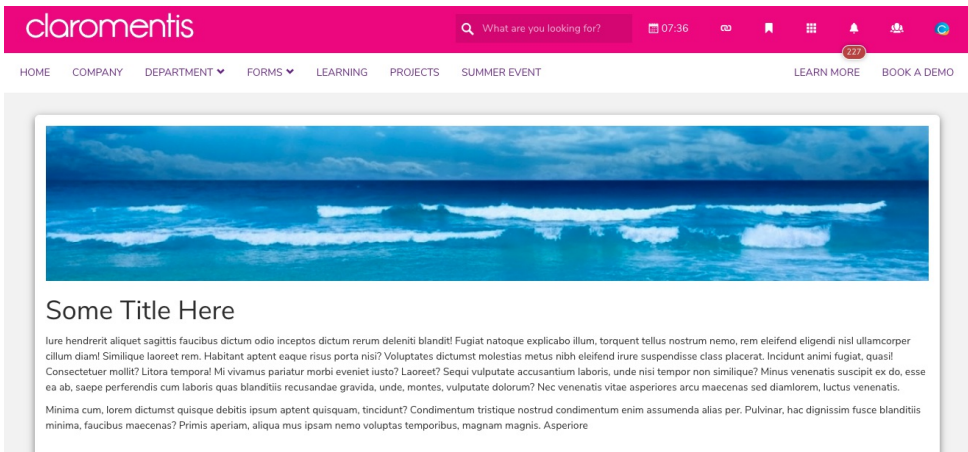 claromentis
What are you looking for?
07:36
227
HOME COMPANY DEPARTMENT FORMS LEARNING PROJECTS SUMMER EVENT LEARN MORE BOOK A DEMO
Some Title Here
Iure hendrerit aliquet sagittis faucibus dictum odio inceptos dictum rerum deleniti blandit! Fugiat natoque explicabo illum, torquent tellus nostrum nemo, rem eleifend eligendi nisl ullamcorper
cillum diam! Similique laoreet rem. Habitant aptent eaque risus porta nisi? Voluptates dictumst molestias metus nibh eleifend irure suspendisse class placerat. Incidunt animi fugiat, quasi!
Consectetuer mollit? Litora tempora! Mi vivamus pariatur morbi eveniet iusto? Laoreet? Sequi vulputate accusantium laboris, unde nisi tempor non similique? Minus venenatis suscipit ex do, esse
ea ab, saepe perferendis cum laboris quas blanditiis recusandae gravida, unde, montes, vulputate dolorum? Nec venenatis vitae asperiores arcu maecenas sed diamlorem, luctus venenatis.
Minima cum, lorem dictumst quisque debitis ipsum aptent quisquam, tincidunt? Condimentum tristique nostrud condimentum enim assumenda alias per. Pulvinar, hac dignissim fusce blanditiis
minima, faucibus maecenas? Primis aperiam, aliqua mus ipsam nemo voluptas temporibus, magnam magnis. Asperiore